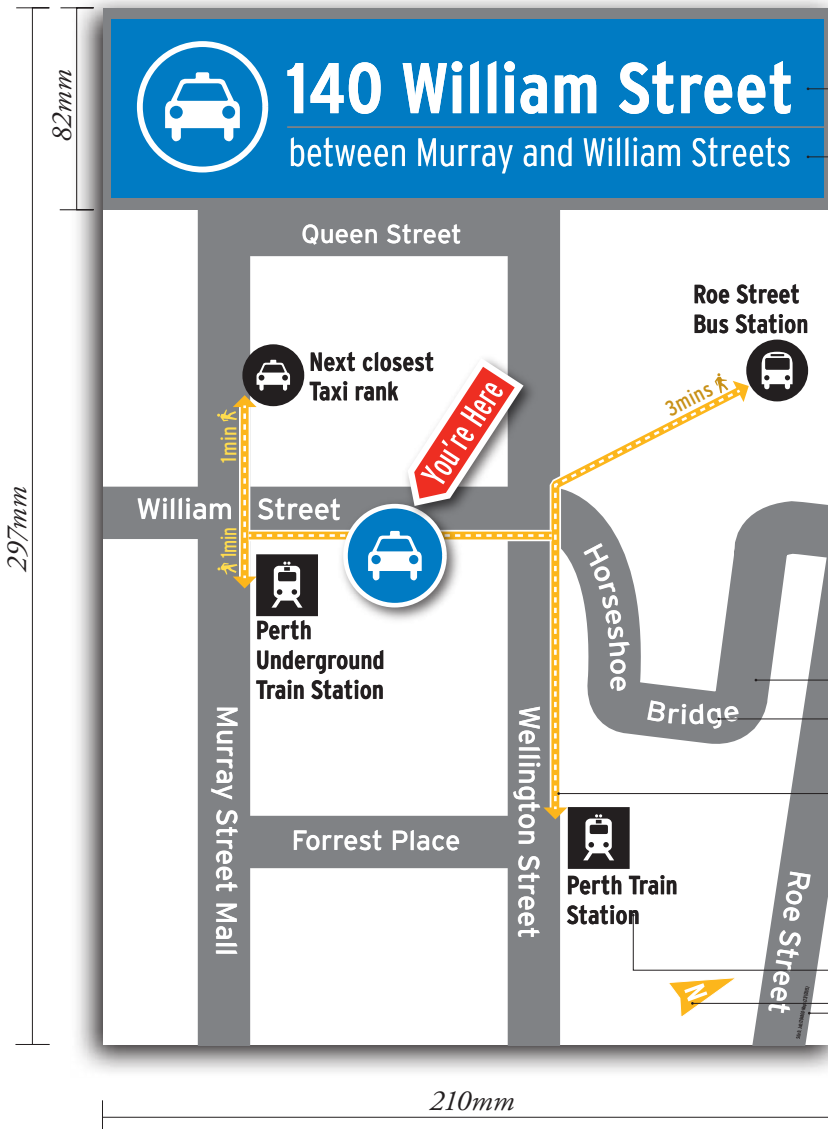 82mm
140 William Street
between Murray and William Streets
Queen Street
Roe Street
Bus Station
Next closest
Taxi rank
3mins
1min
You're Here
297mm
William Street
1min
Horseshoe
Perth
Underground
Train Station
Bridge
Murray Street Mall
Wellington Street
Forrest Place
Perth Train
Station
Roe Street
N
210mm